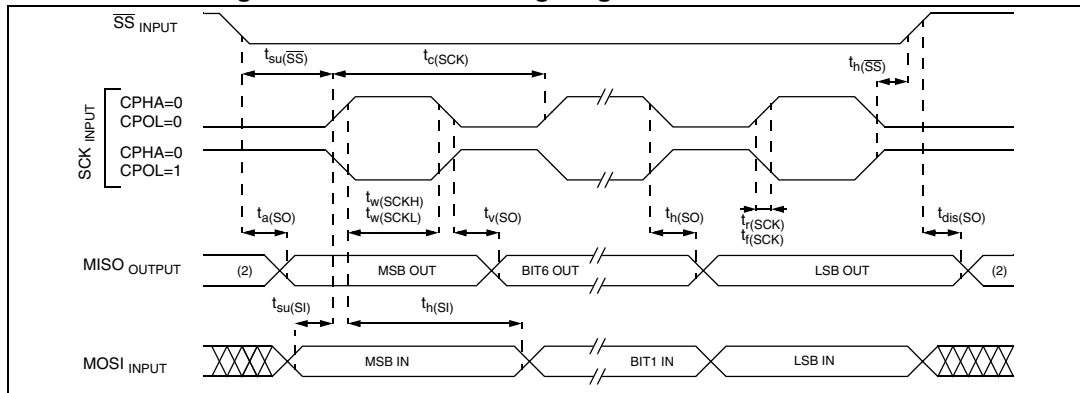 SS INPUT
tsu(SS)
tc(SCK)
th(SS)
SCK INPUT
CPHA=0
CPOL=0
CPHA=0
CPOL=1
ta(SO)
tw(SCKH)
tw(SCKL)
tv(SO)
th(SO)
tr(SCK)
tf(SCK)
tdis(SO)
MISO OUTPUT
(2)
MSB OUT
BIT6 OUT
LSB OUT
(2)
tsu(SI)
th(SI)
MOSI INPUT
MSB IN
BIT1 IN
LSB IN